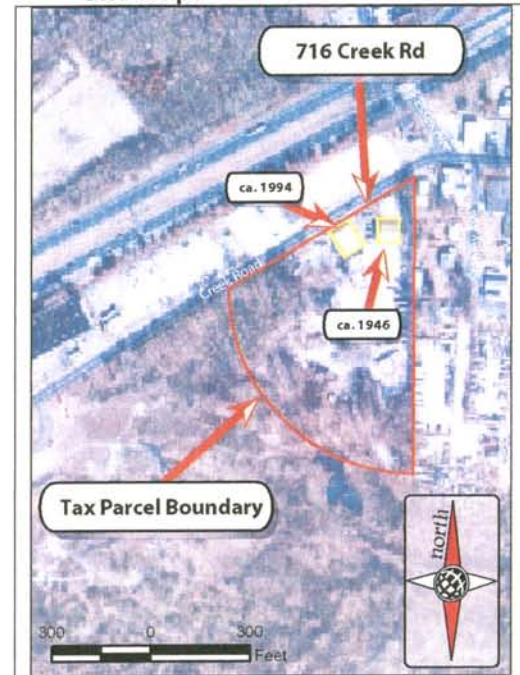 716 Creek Rd
ca. 1994
Creek Road
ca. 1946
Tax Parcel Boundary
north
300 0 300
Feet